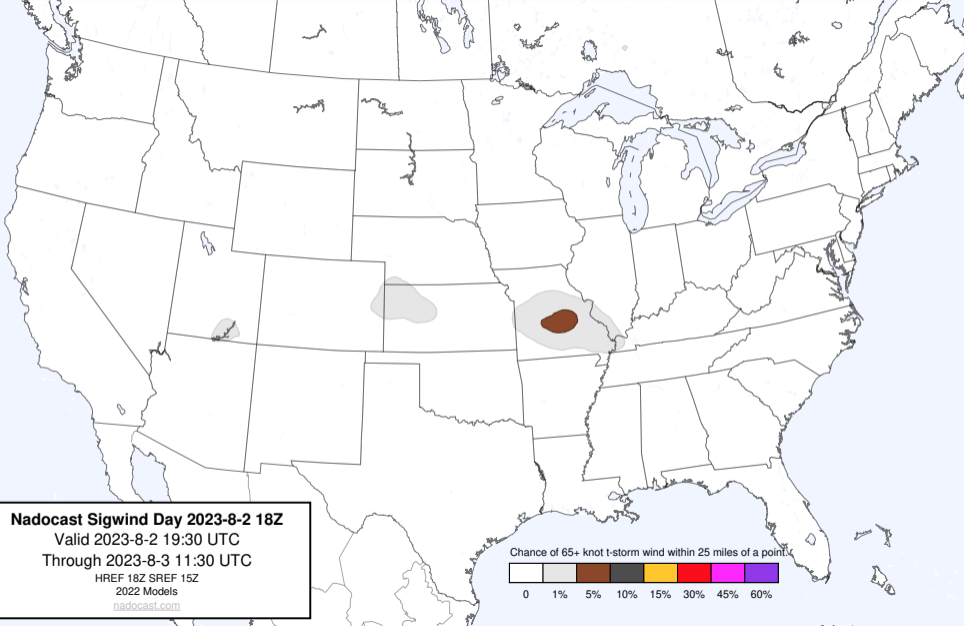 Nadocast Sigwind Day 2023-8-2 18Z
Valid 2023-8-2 19:30 UTC
Through 2023-8-3 11:30 UTC
HREF 18Z SREF 15Z
2022 Models
nadocast.com
Chance of 65+ knot t-storm wind within 25 miles of a point.
0 1% 5% 10% 15% 30% 45% 60%